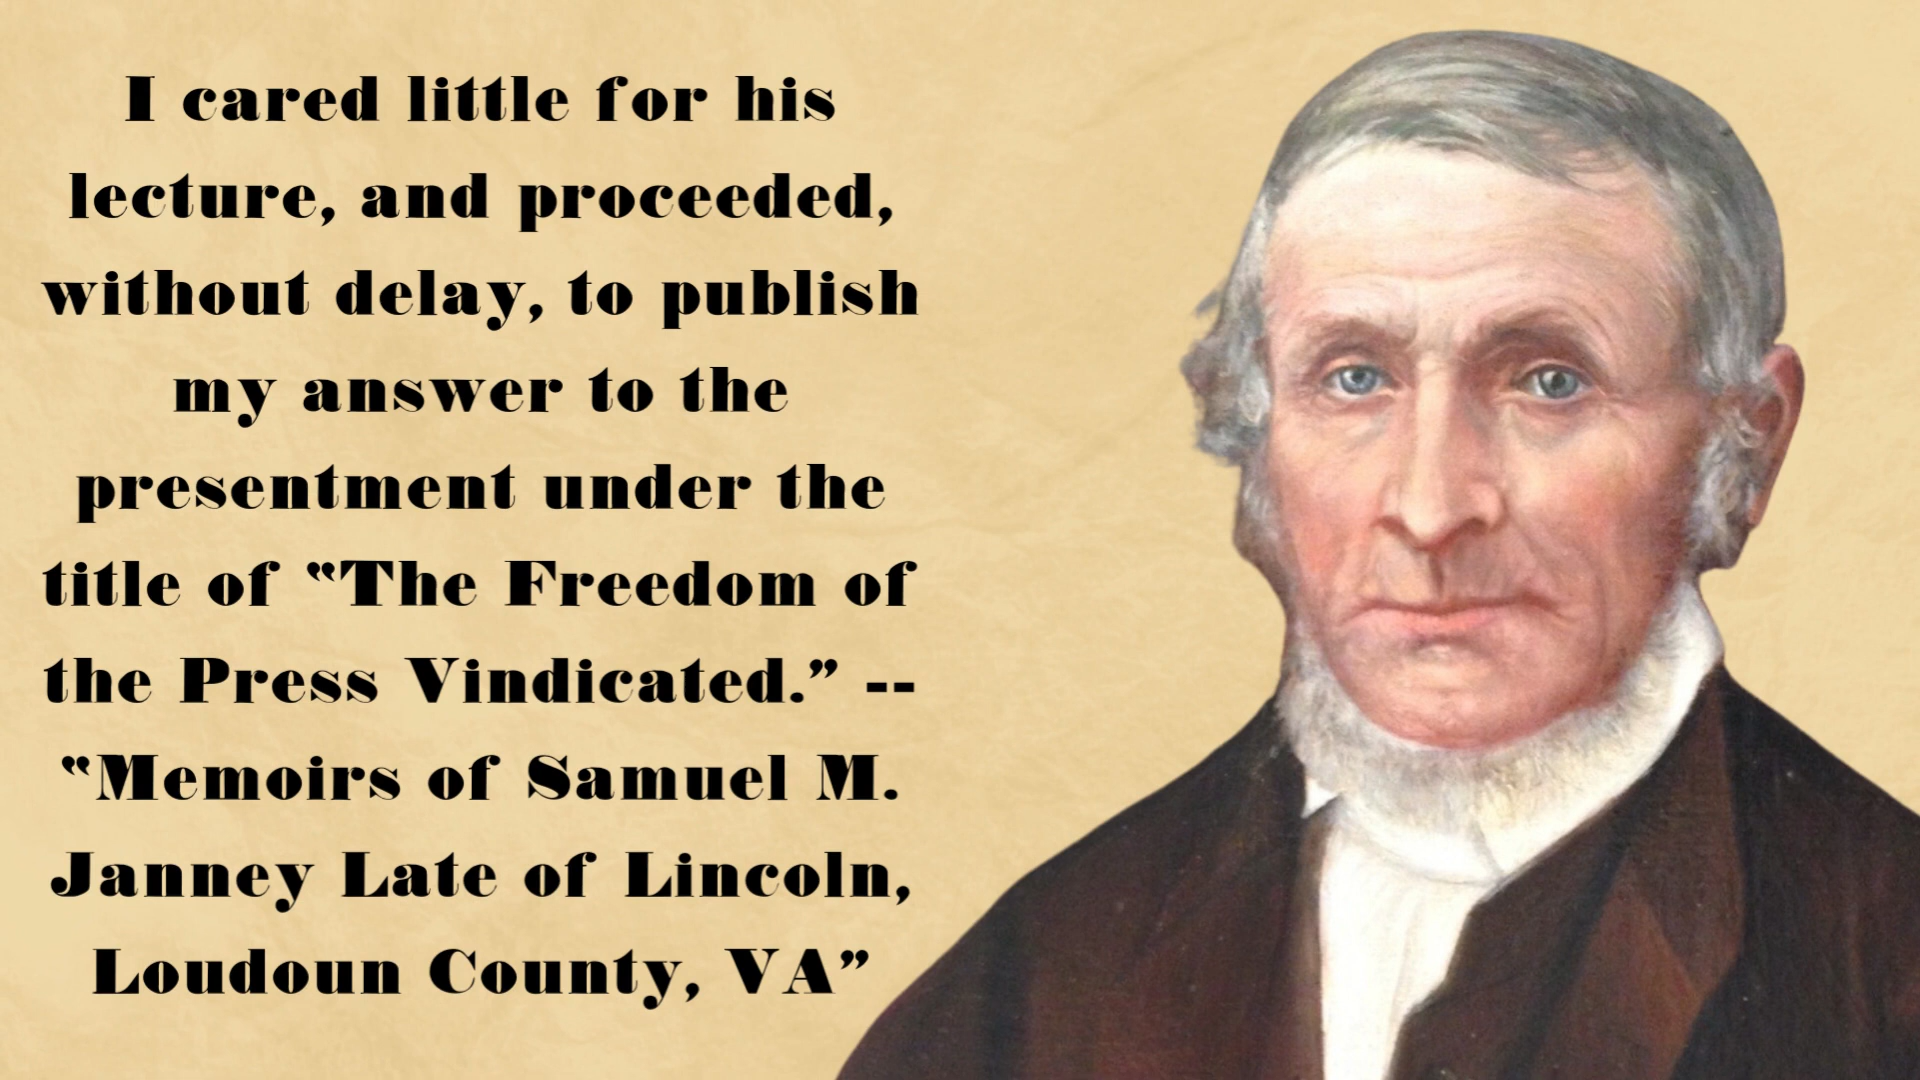 I cared little for his
lecture, and proceeded,
without delay, to publish
my answer to the
presentment under the
title of “The Freedom of
the Press Vindicated.” --
“Memoirs of Samuel M.
Janney Late of Lincoln,
Loudoun County, VA”